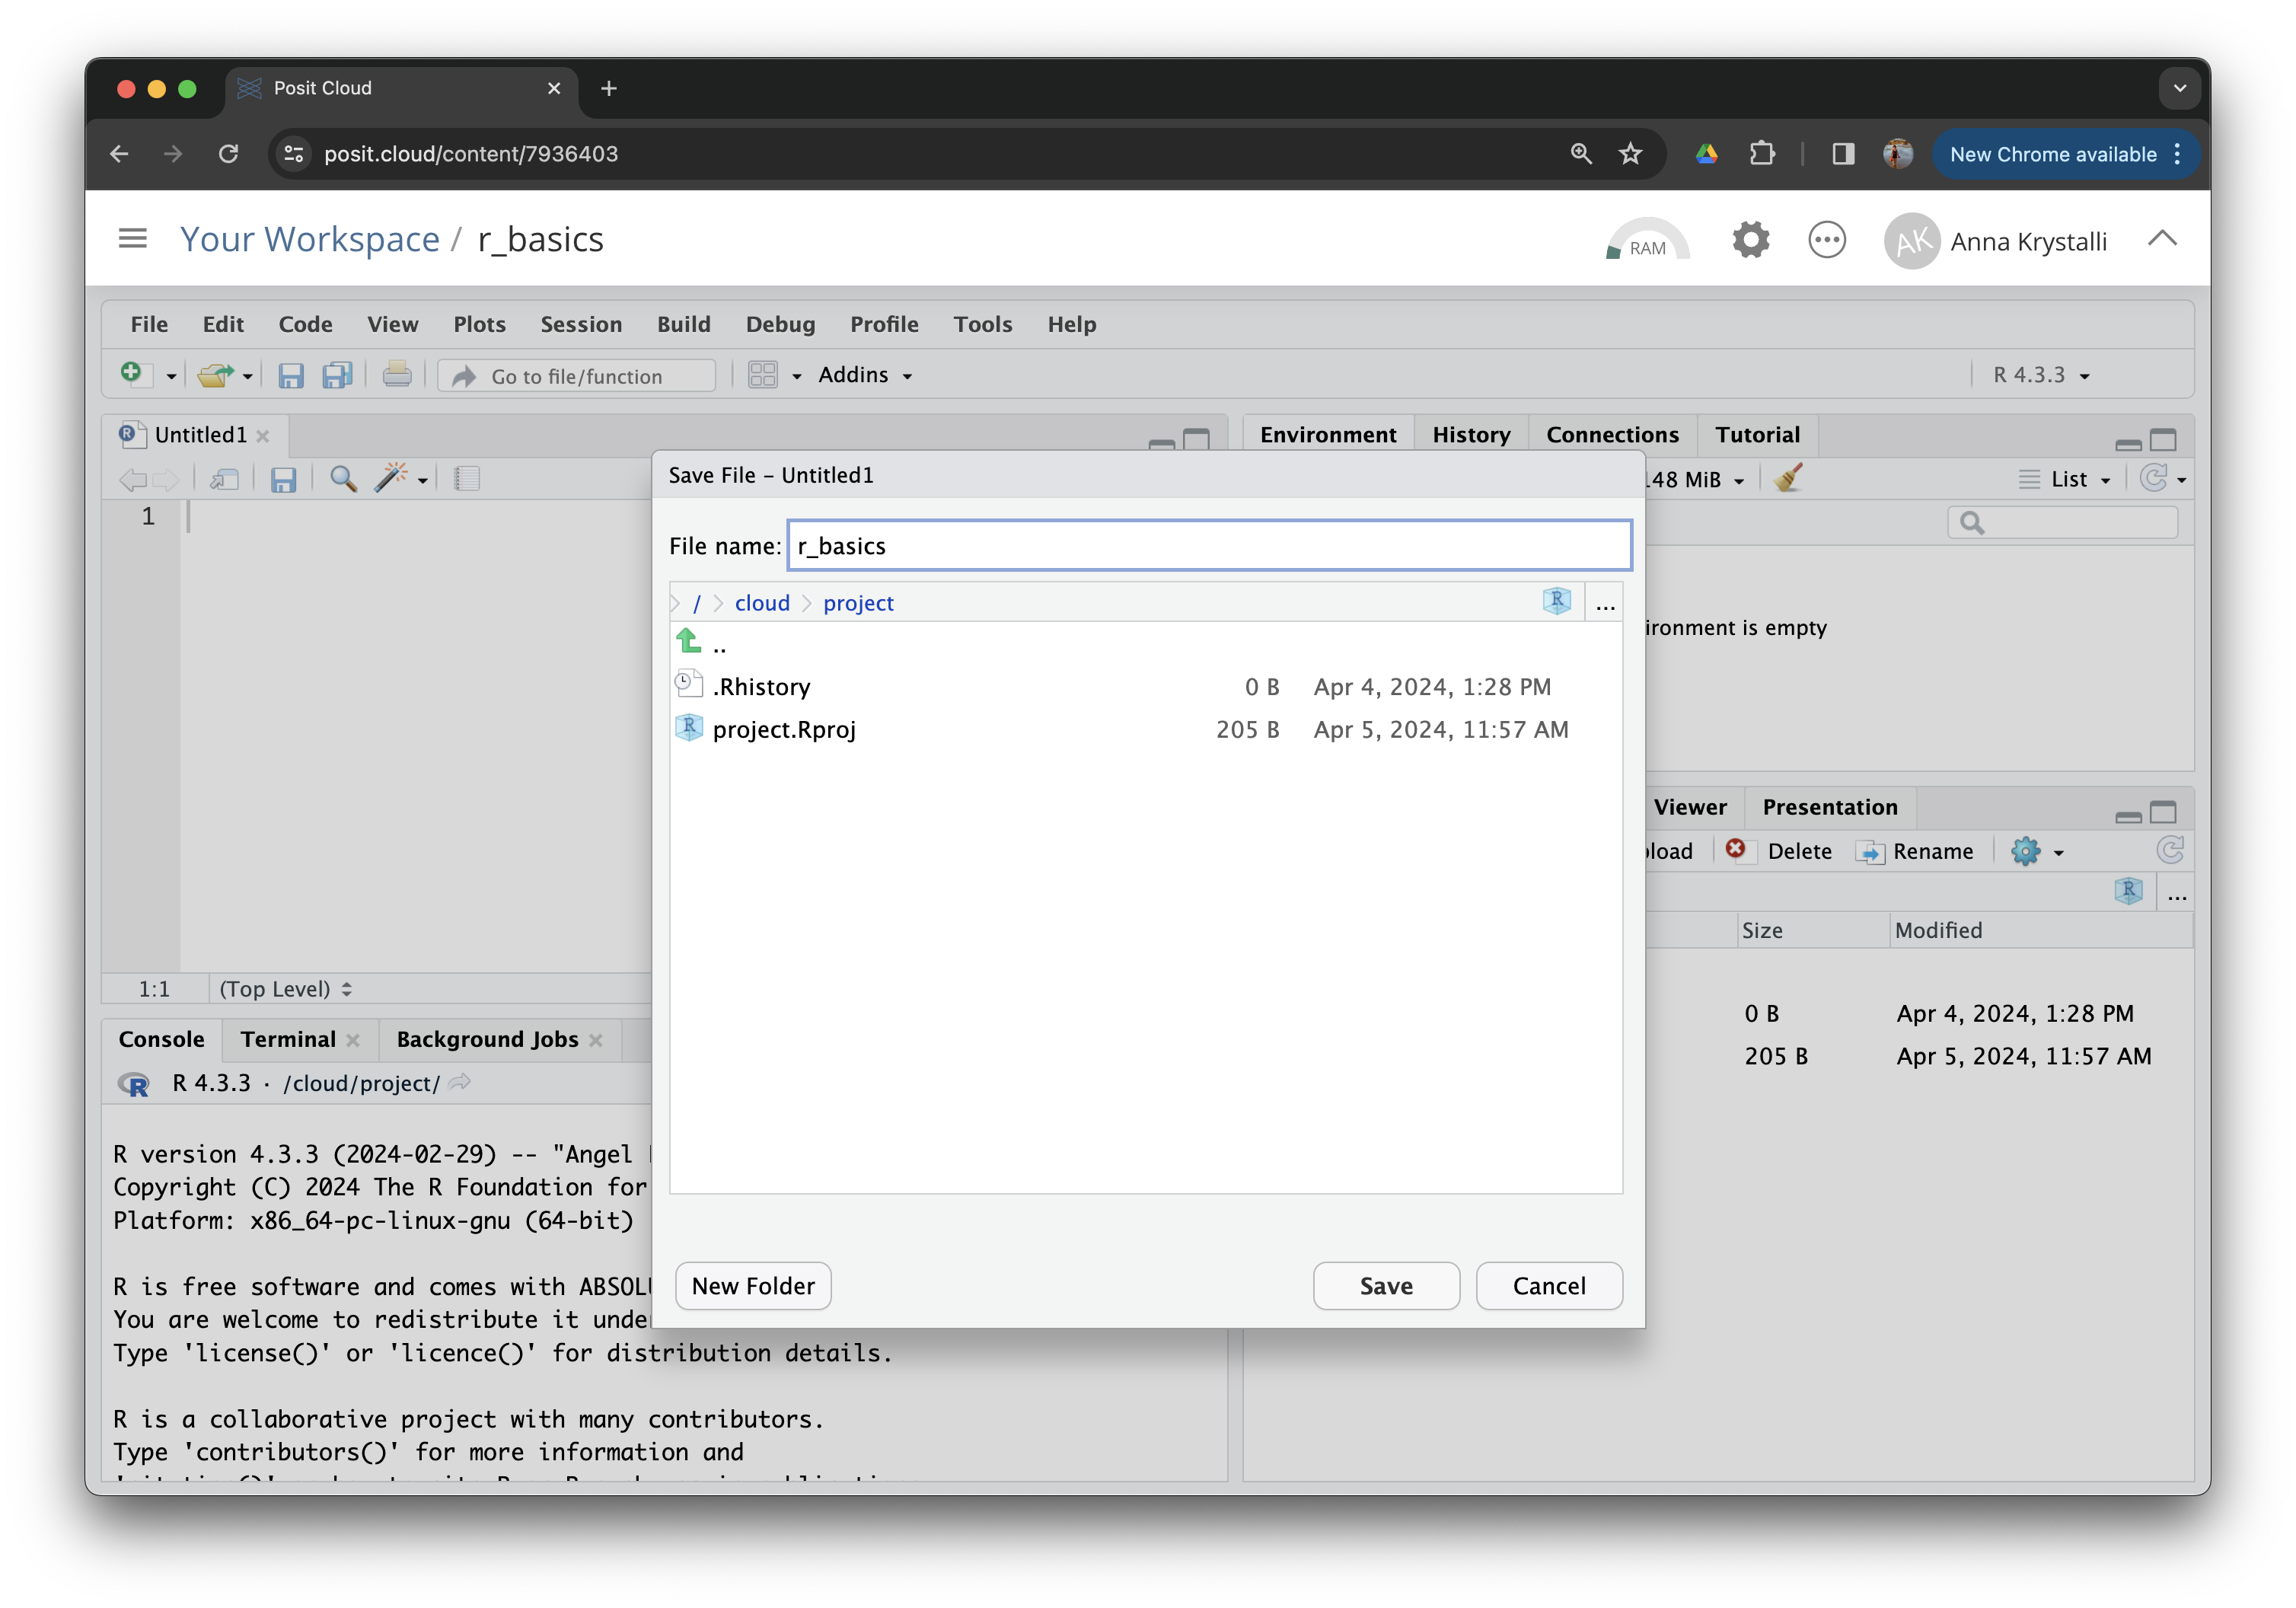 Posit Cloud
posit.cloud/content/7936403
New Chrome available
Your Workspace / r_basics
RAM
AK
Anna Krystalli
File Edit Code View Plots Session Build Debug Profile Tools Help
Go to file/function
Addins
R 4.3.3
Untitled1
Environment History Connections Tutorial
148 MiB
List
1
ironment is empty
1:1 (Top Level)
Save File – Untitled1
File name: r_basics
/ cloud project
...
..
.Rhistory 0 B Apr 4, 2024, 1:28 PM
project.Rproj 205 B Apr 5, 2024, 11:57 AM
New Folder Save Cancel
Viewer Presentation
load Delete Rename
...
Size Modified
0 B Apr 4, 2024, 1:28 PM
205 B Apr 5, 2024, 11:57 AM
Console Terminal Background Jobs
R 4.3.3 · /cloud/project/
R version 4.3.3 (2024-02-29) -- "Angel
Copyright (C) 2024 The R Foundation for
Platform: x86_64-pc-linux-gnu (64-bit)
R is free software and comes with ABSOLU
You are welcome to redistribute it unde
Type 'license()' or 'licence()' for distribution details.
R is a collaborative project with many contributors.
Type 'contributors()' for more information and